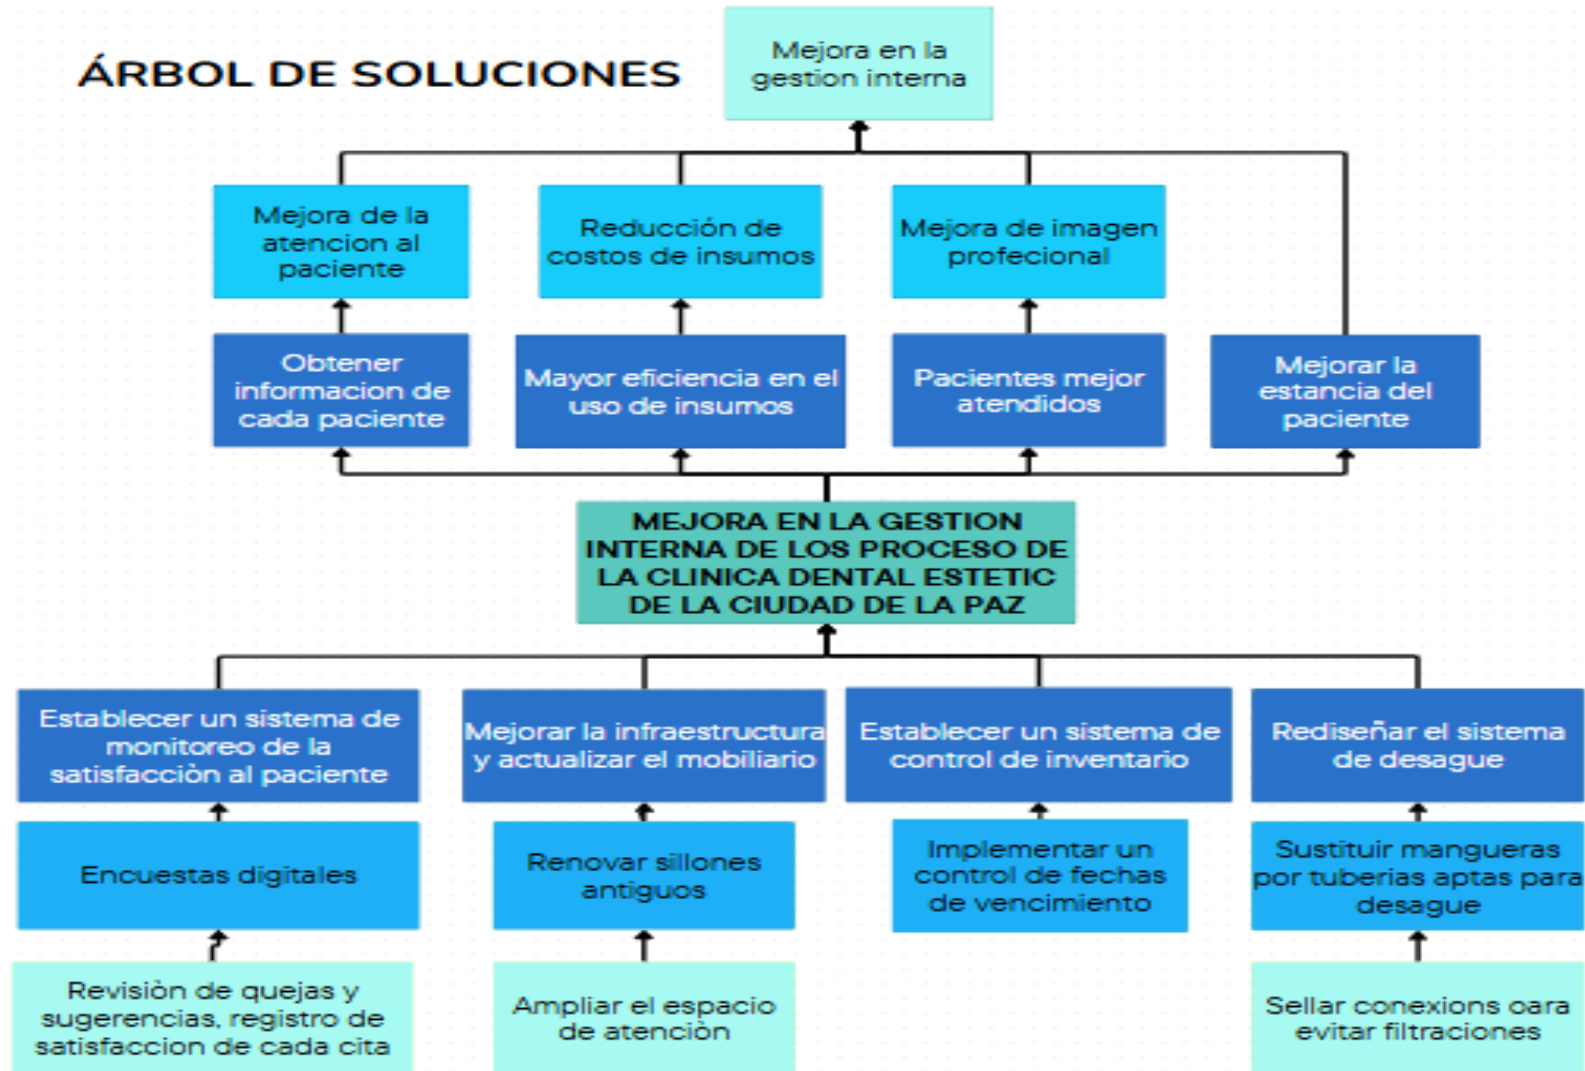 ÁRBOL DE SOLUCIONES
Mejora en la
gestion interna
Mejora de la
atencion al
paciente
Reducción de
costos de insumos
Mejora de imagen
profecional
Obtener
informacion de
cada paciente
Mayor eficiencia en el
uso de insumos
Pacientes mejor
atendidos
Mejorar la
estancia del
paciente
MEJORA EN LA GESTION
INTERNA DE LOS PROCESO DE
LA CLINICA DENTAL ESTETIC
DE LA CIUDAD DE LA PAZ
Establecer un sistema de
monitoreo de la
satisfacciòn al paciente
Mejorar la infraestructura
y actualizar el mobiliario
Establecer un sistema de
control de inventario
Rediseñar el sistema
de desague
Encuestas digitales
Renovar sillones
antiguos
Implementar un
control de fechas
de vencimiento
Sustituir mangueras
por tuberias aptas para
desague
Revisiòn de quejas y
sugerencias, registro de
satisfaccion de cada cita
Ampliar el espacio
de atenciòn
Sellar conexions oara
evitar filtraciones